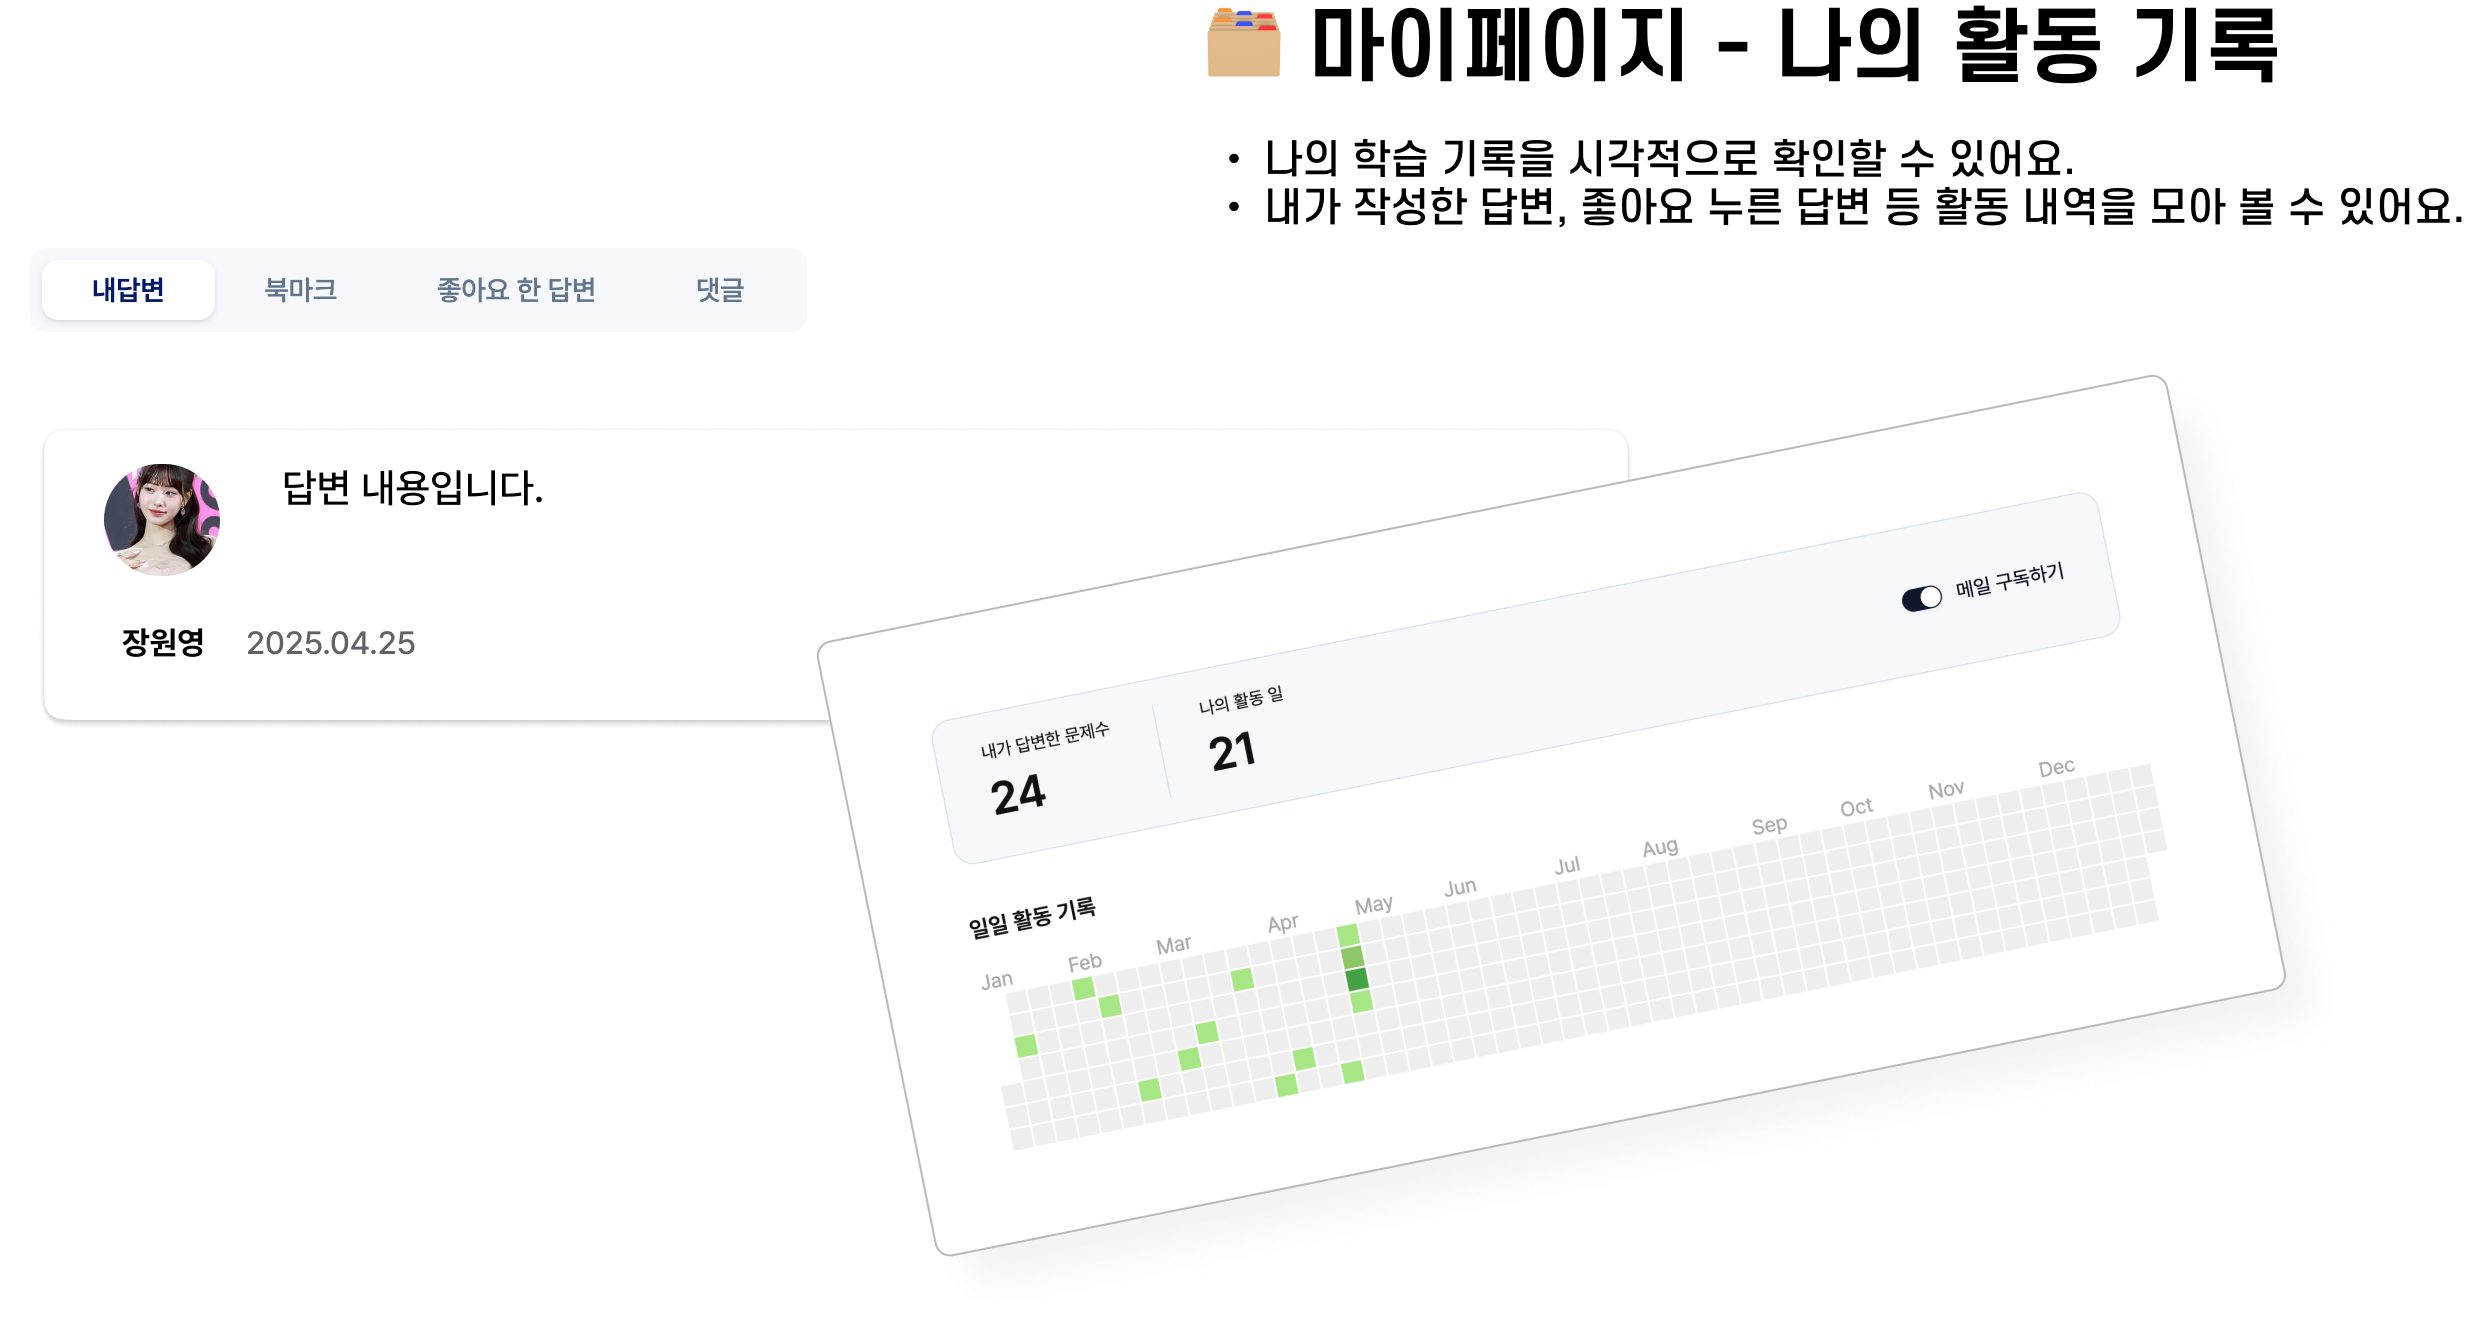 마이페이지 - 나의 활동 기록
• 나의 학습 기록을 시각적으로 확인할 수 있어요.
• 내가 작성한 답변, 좋아요 누른 답변 등 활동 내역을 모아 볼 수 있어요.
내답변 북마크 좋아요 한 답변 댓글
답변 내용입니다.
장원영 2025.04.25
메일 구독하기
내가 답변한 문제수
24
나의 활동 일
21
일일 활동 기록
Jan Feb Mar Apr May Jun Jul Aug Sep Oct Nov Dec